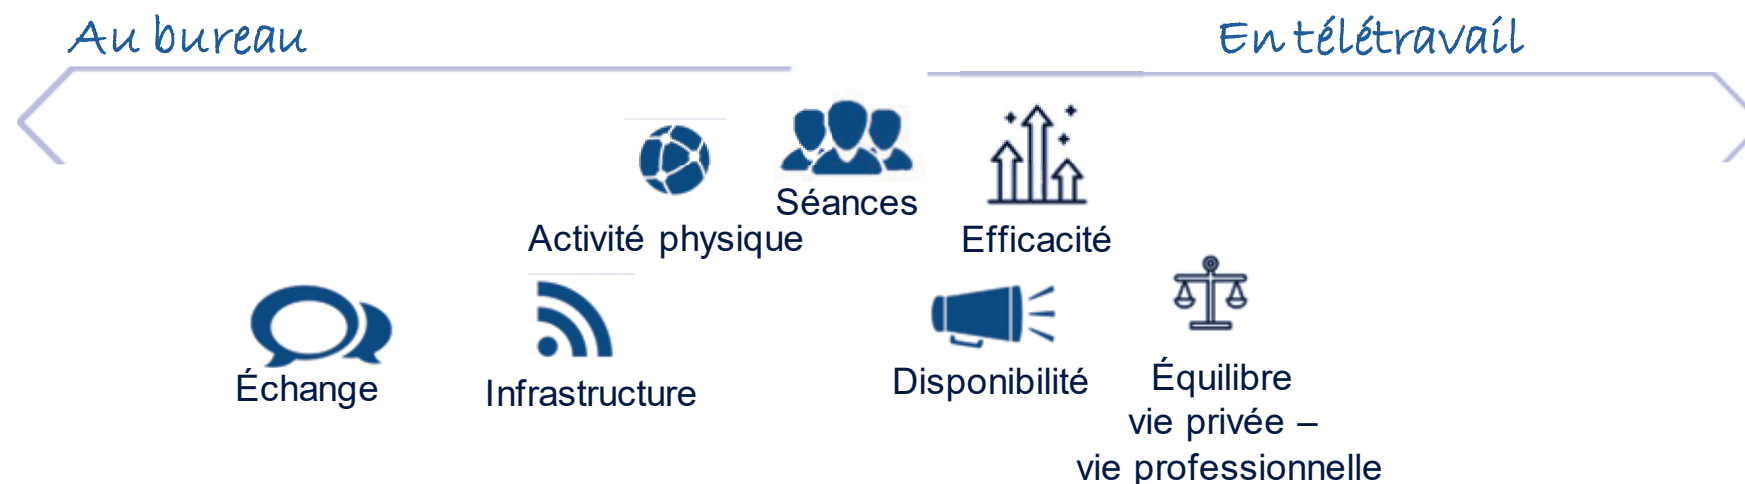 Au bureau
En télétravail
Séances
Activité physique
Efficacité
Échange
Infrastructure
Disponibilité
Équilibre
vie privée –
vie professionnelle